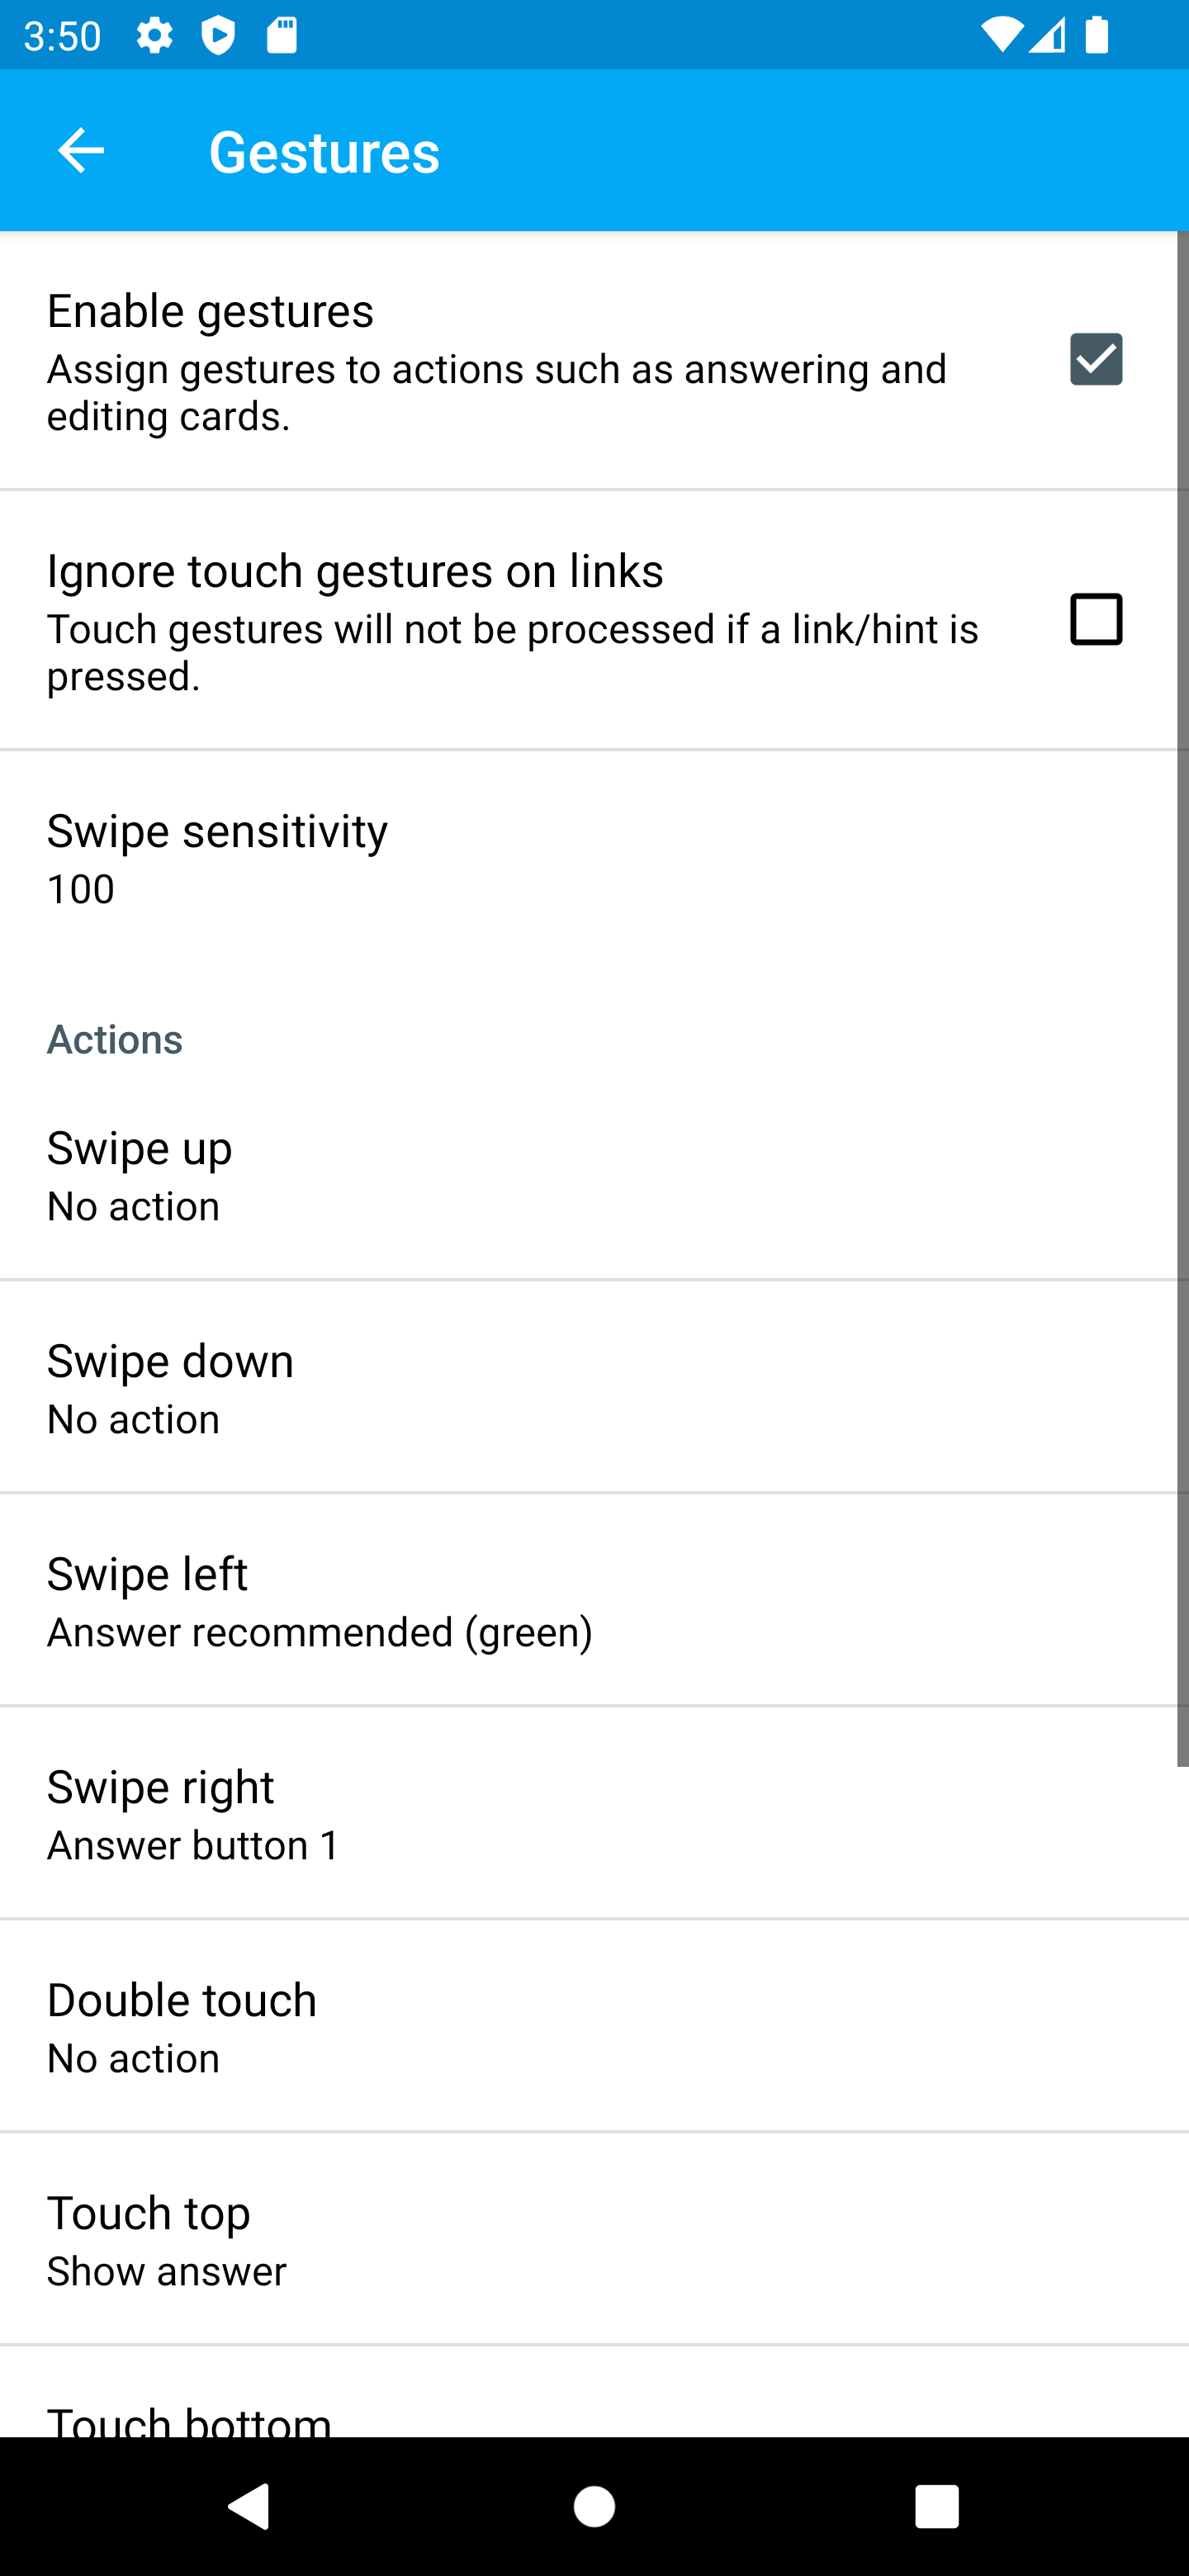 3:50
Gestures
Enable gestures
Assign gestures to actions such as answering and
editing cards.
Ignore touch gestures on links
Touch gestures will not be processed if a link/hint is
pressed.
Swipe sensitivity
100
Actions
Swipe up
No action
Swipe down
No action
Swipe left
Answer recommended (green)
Swipe right
Answer button 1
Double touch
No action
Touch top
Show answer
Touch bottom